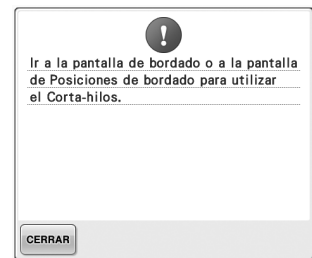 Ir a la pantalla de bordado o a la pantalla
de Posiciones de bordado para utilizar
el Corta-hilos.
CERRAR